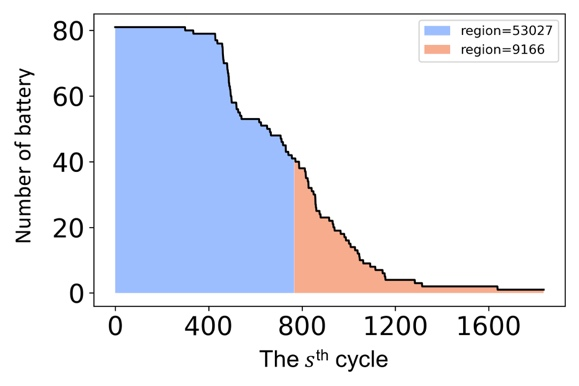 region=53027
region=9166
Number of battery
80
60
40
20
0
0 400 800 1200 1600
The sᵗʰ cycle